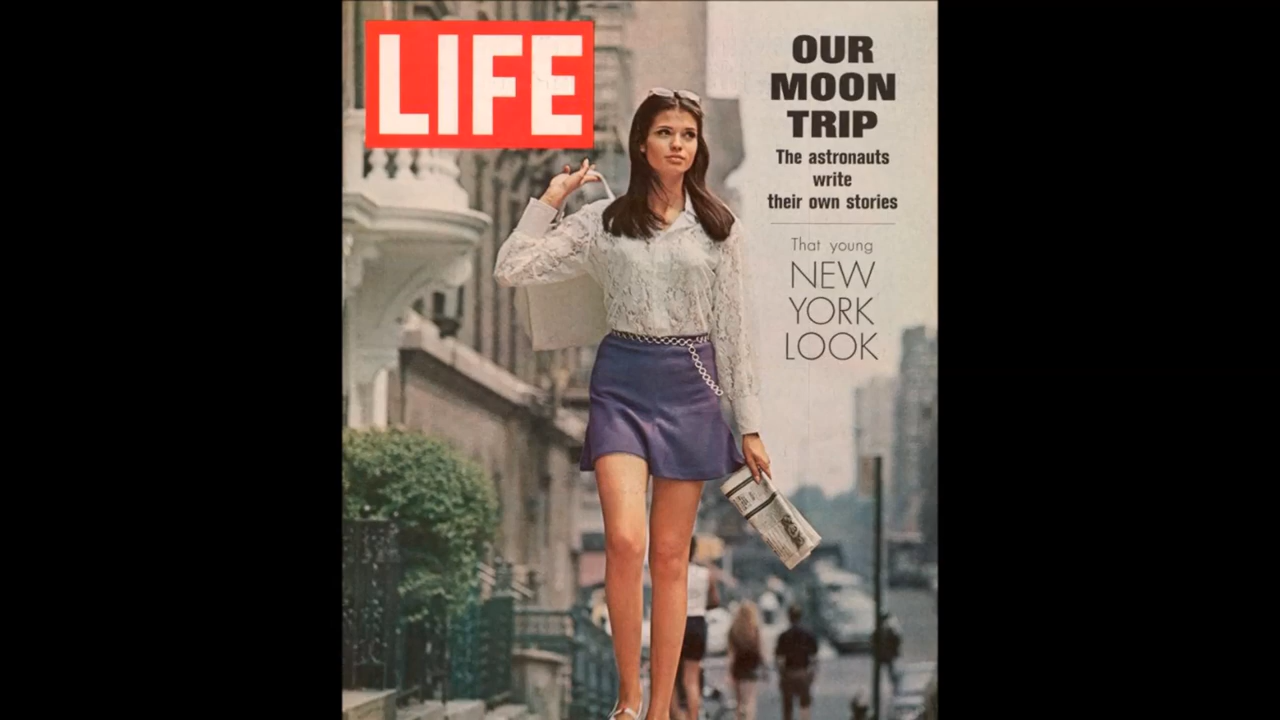 LIFE
OUR
MOON
TRIP
The astronauts
write
their own stories
That young
NEW
YORK
LOOK